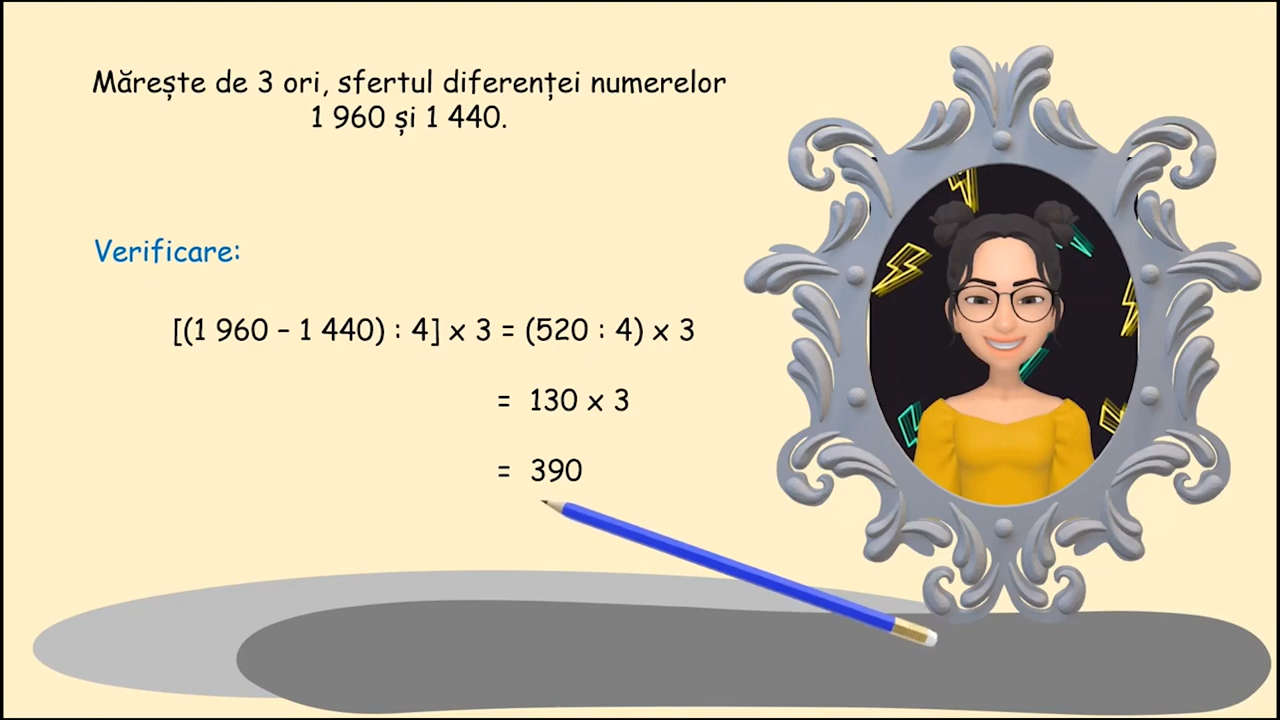 Mărește de 3 ori, sfertul diferenței numerelor
1 960 și 1 440.
Verificare:
[(1 960 – 1 440) : 4] x 3 = (520 : 4) x 3
= 130 x 3
= 390